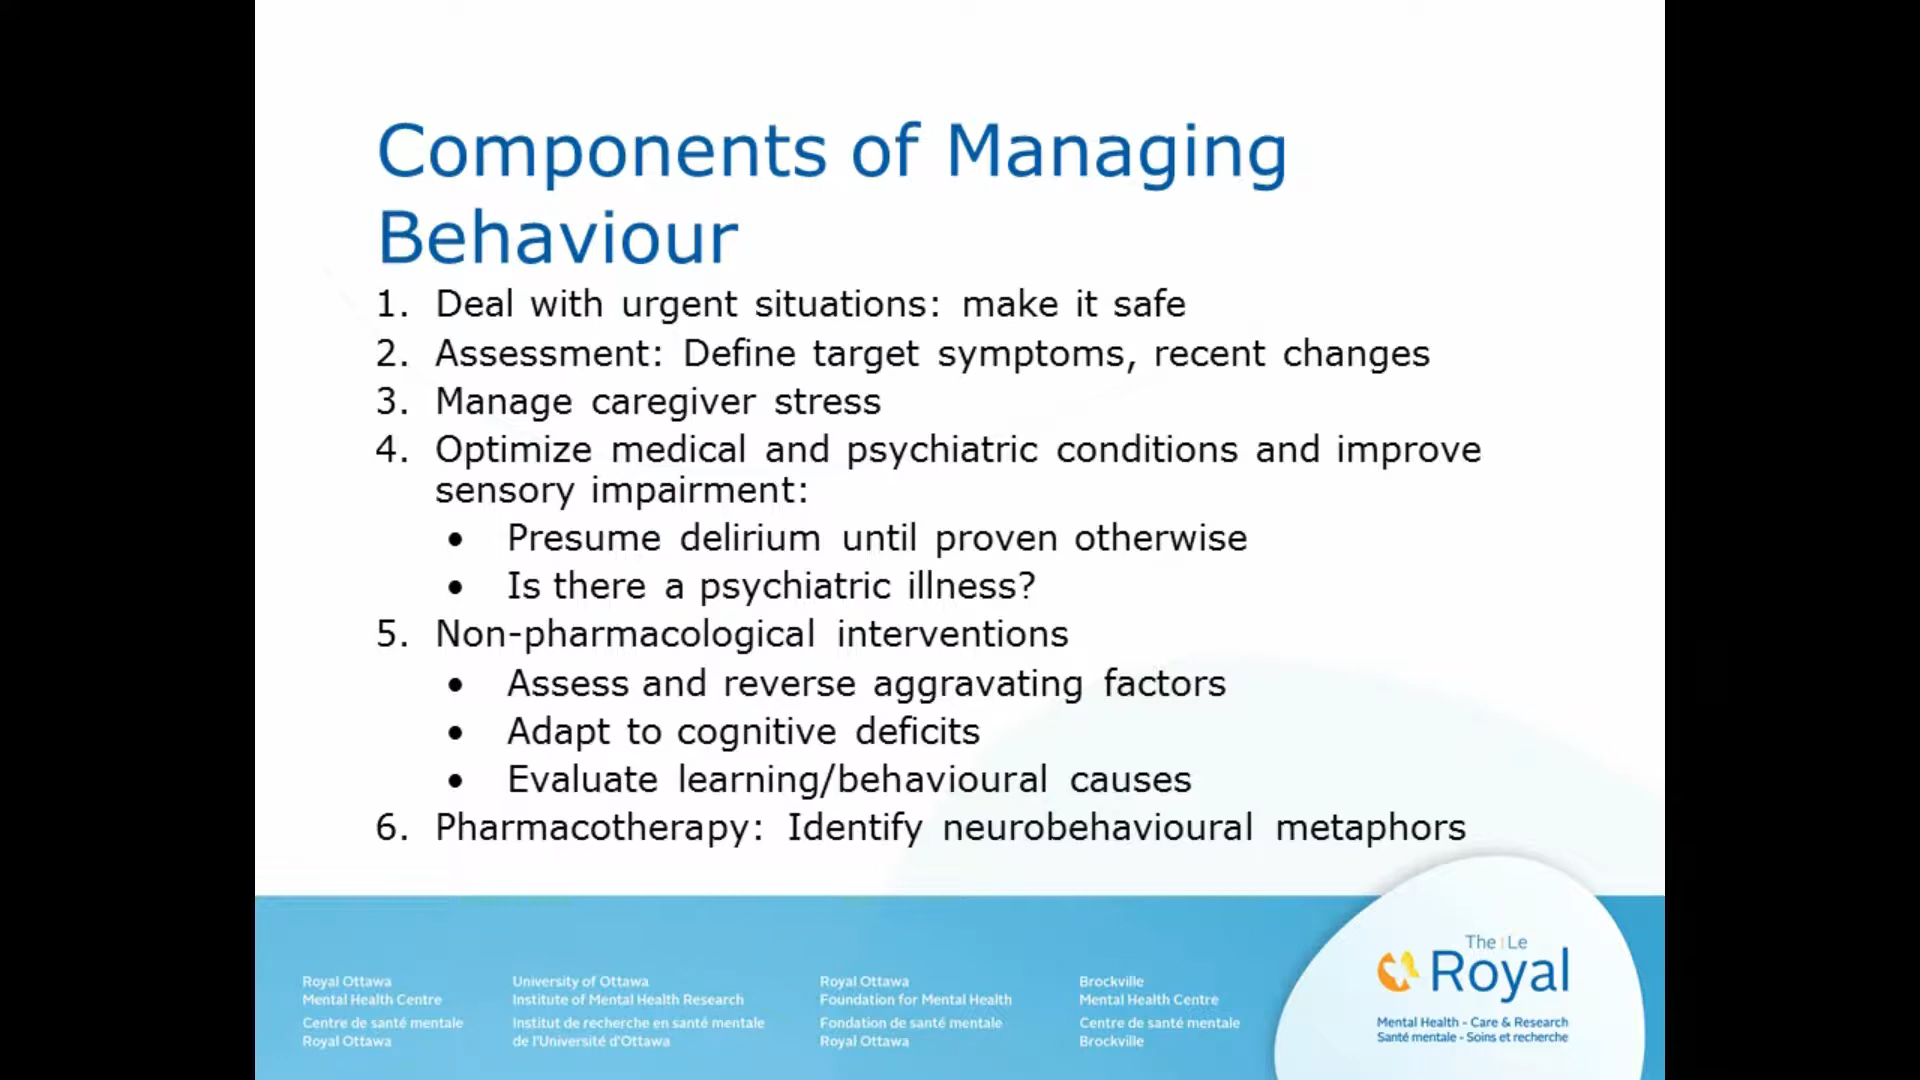 Components of Managing
Behaviour
1. Deal with urgent situations: make it safe
2. Assessment: Define target symptoms, recent changes
3. Manage caregiver stress
4. Optimize medical and psychiatric conditions and improve
sensory impairment:
• Presume delirium until proven otherwise
• Is there a psychiatric illness?
5. Non-pharmacological interventions
• Assess and reverse aggravating factors
• Adapt to cognitive deficits
• Evaluate learning/behavioural causes
6. Pharmacotherapy: Identify neurobehavioural metaphors
Royal Ottawa
Mental Health Centre
Centre de santé mentale
Royal Ottawa
University of Ottawa
Institute of Mental Health Research
Institut de recherche en santé mentale
de l'Université d'Ottawa
Royal Ottawa
Foundation for Mental Health
Fondation de santé mentale
Royal Ottawa
Brockville
Mental Health Centre
Centre de santé mentale
Brockville
The | Le
Royal
Mental Health - Care & Research
Santé mentale - Soins et recherche